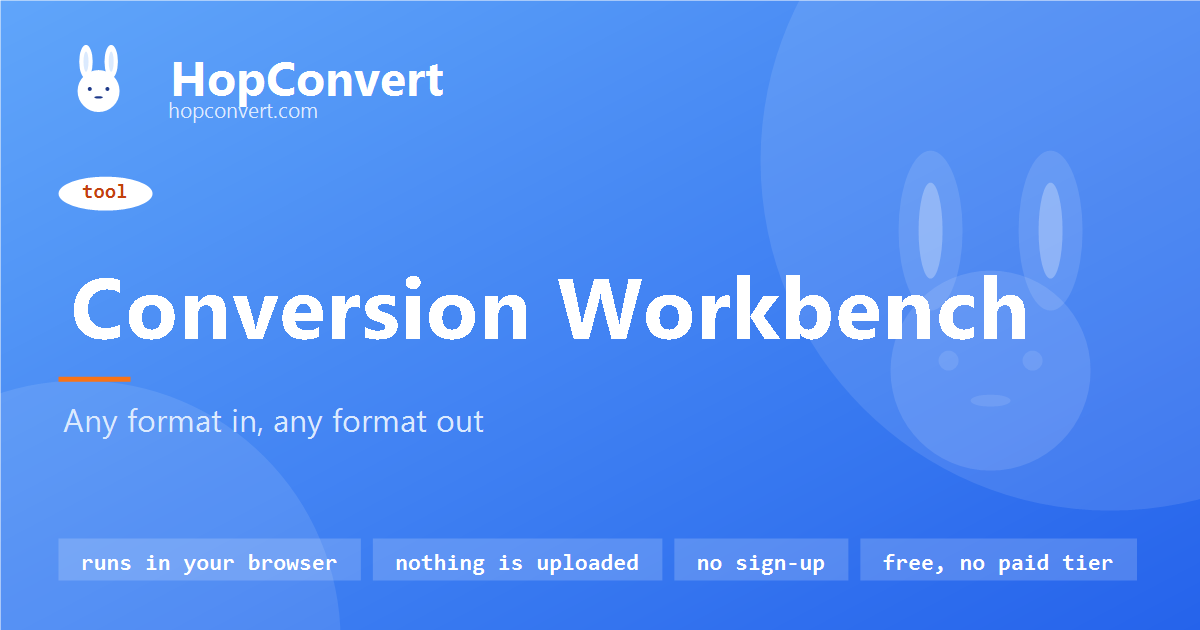 HopConvert
hopconvert.com
tool
Conversion Workbench
Any format in, any format out
runs in your browser
nothing is uploaded
no sign-up
free, no paid tier